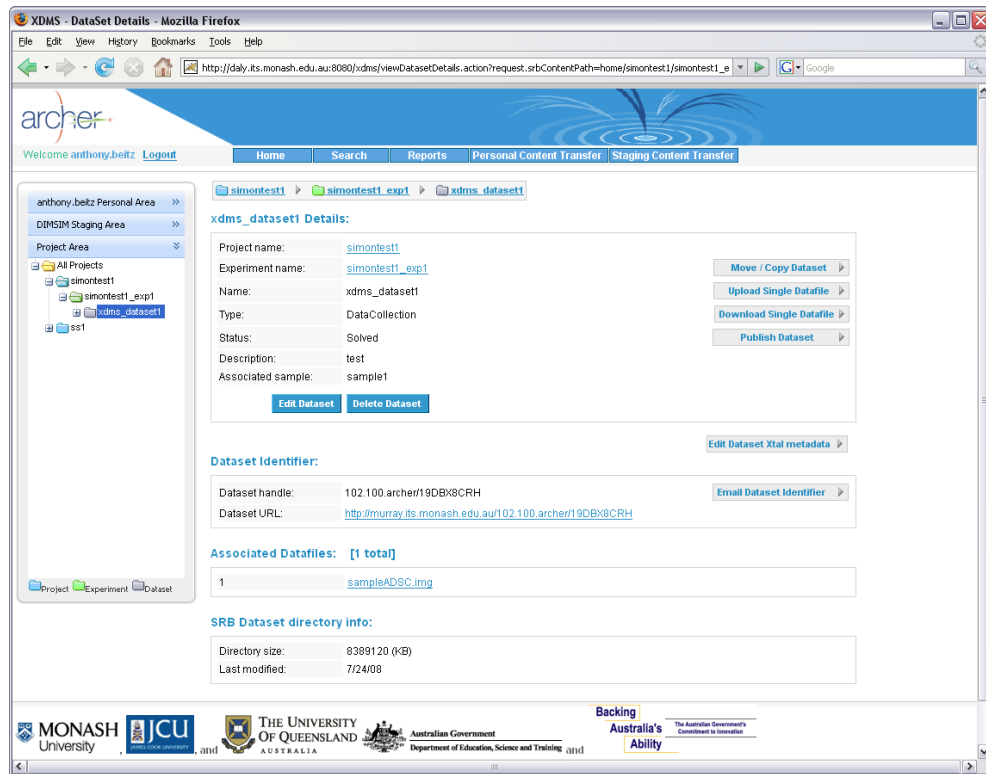 XDMS - DataSet Details - Mozilla Firefox
File Edit View History Bookmarks Tools Help
http://daly.its.monash.edu.au:8080/xdms/viewDatasetDetails.action?request.srbContentPath=home/simontest1/simontest1_e
Google
archer
Welcome anthony.beitz Logout
Home Search Reports Personal Content Transfer Staging Content Transfer
anthony.beitz Personal Area »
DIMSIM Staging Area »
Project Area
All Projects
simontest1
simontest1_exp1
xdms_dataset1
ss1
Project Experiment Dataset
simontest1 simontest1_exp1 xdms_dataset1
xdms_dataset1 Details:
Project name: simontest1
Experiment name: simontest1_exp1
Move / Copy Dataset
Name: xdms_dataset1
Upload Single Datafile
Type: DataCollection
Download Single Datafile
Status: Solved
Publish Dataset
Description: test
Associated sample: sample1
Edit Dataset Delete Dataset
Edit Dataset Xtal metadata
Dataset Identifier:
Dataset handle: 102.100.archer/19DBX8CRH
Email Dataset Identifier
Dataset URL: http://murray.its.monash.edu.au/102.100.archer/19DBX8CRH
Associated Datafiles: [1 total]
1 sampleADSC.img
SRB Dataset directory info:
Directory size: 8389120 (KB)
Last modified: 7/24/08
MONASH University
, JCU JAMES COOK UNIVERSITY
, and THE UNIVERSITY OF QUEENSLAND AUSTRALIA
Australian Government
Department of Education, Science and Training and
Backing Australia's Ability
The Australian Government's Commitment to Innovation